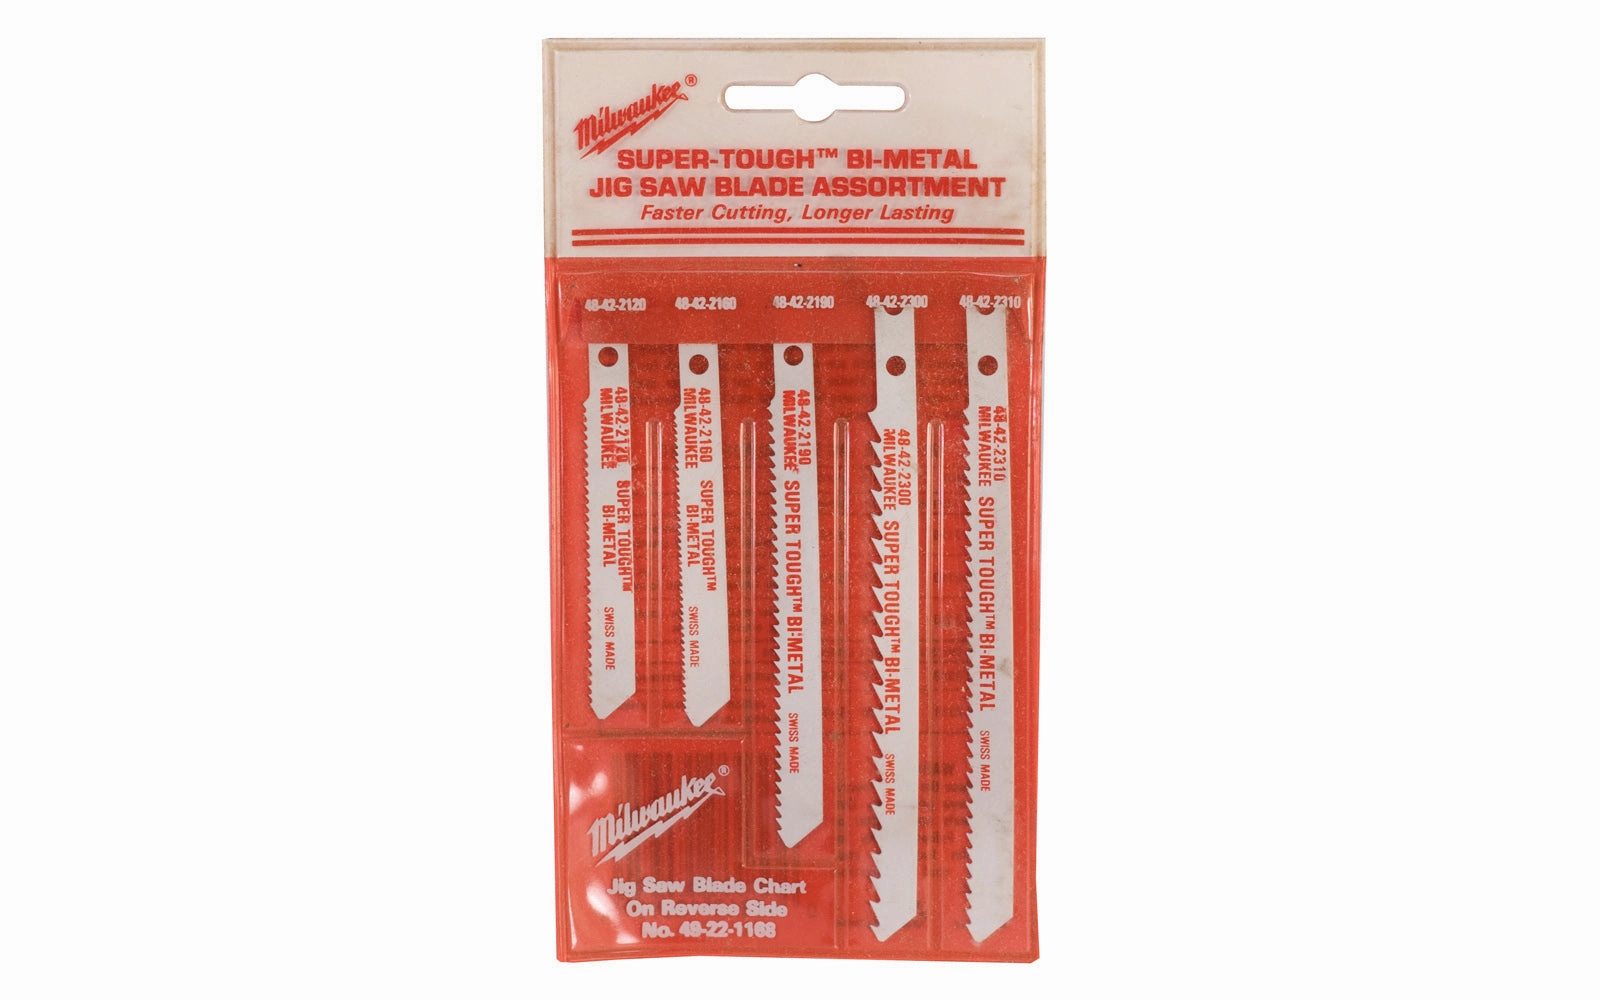 Milwaukee®
SUPER-TOUGH™ BI-METAL
JIG SAW BLADE ASSORTMENT
Faster Cutting, Longer Lasting
48-42-2120 48-42-2160 48-42-2190 48-42-2300 48-42-2310
48-42-2120
MILWAUKEE
SUPER TOUGH™
BI-METAL
SWISS MADE
48-42-2160
MILWAUKEE
SUPER TOUGH™
BI-METAL
SWISS MADE
48-42-2190
MILWAUKEE
SUPER TOUGH™ BI-METAL
SWISS MADE
48-42-2300
MILWAUKEE
SUPER TOUGH™ BI-METAL
SWISS MADE
48-42-2310
MILWAUKEE
SUPER TOUGH™ BI-METAL
SWISS MADE
Milwaukee®
Jig Saw Blade Chart
On Reverse Side
No. 49-22-1168